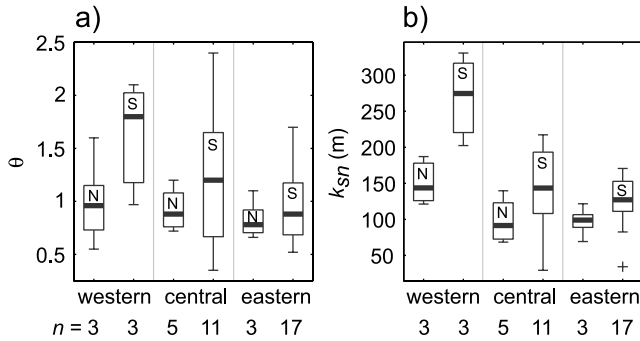 a)
b)
2.5
2
1.5
1
0.5
θ
N
S
N
S
N
S
western central eastern
n = 3 3 5 11 3 17
300
250
200
150
100
50
ksn (m)
N
S
N
S
S
western central eastern
3 3 5 11 3 17